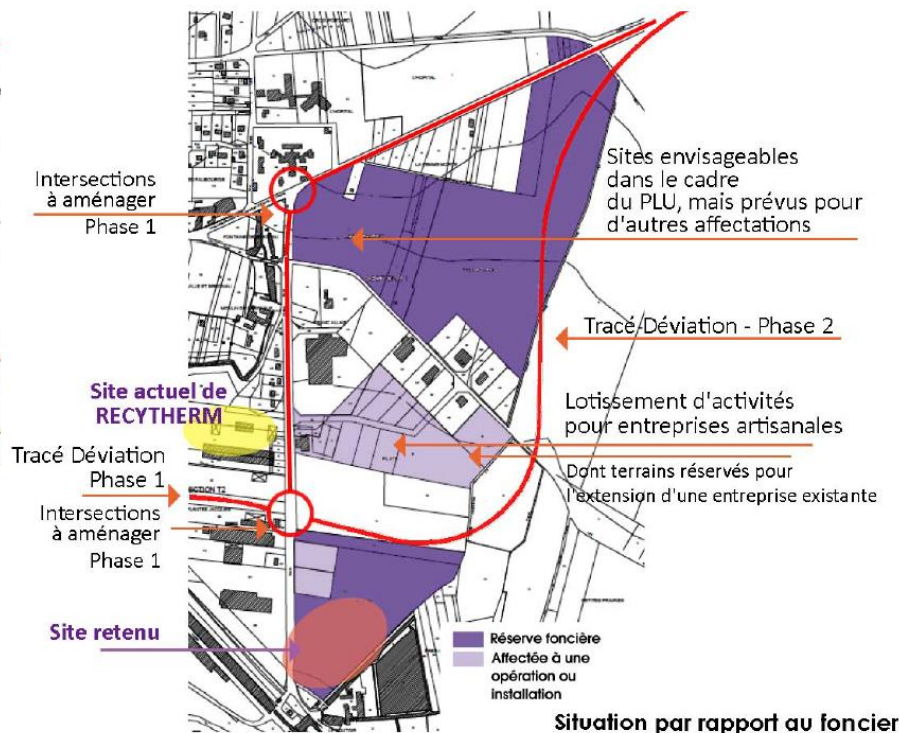 Intersections
à aménager
Phase 1
Sites envisageables
dans le cadre
du PLU, mais prévus pour
d'autres affectations
Tracé Déviation - Phase 2
Site actuel de
RECYTHERM
Lotissement d'activités
pour entreprises artisanales
Tracé Déviation
Phase 1
Dont terrains réservés pour
l'extension d'une entreprise existante
Intersections
à aménager
Phase 1
Site retenu
Réserve foncière
Affectée à une
opération ou
installation
Situation par rapport au foncier